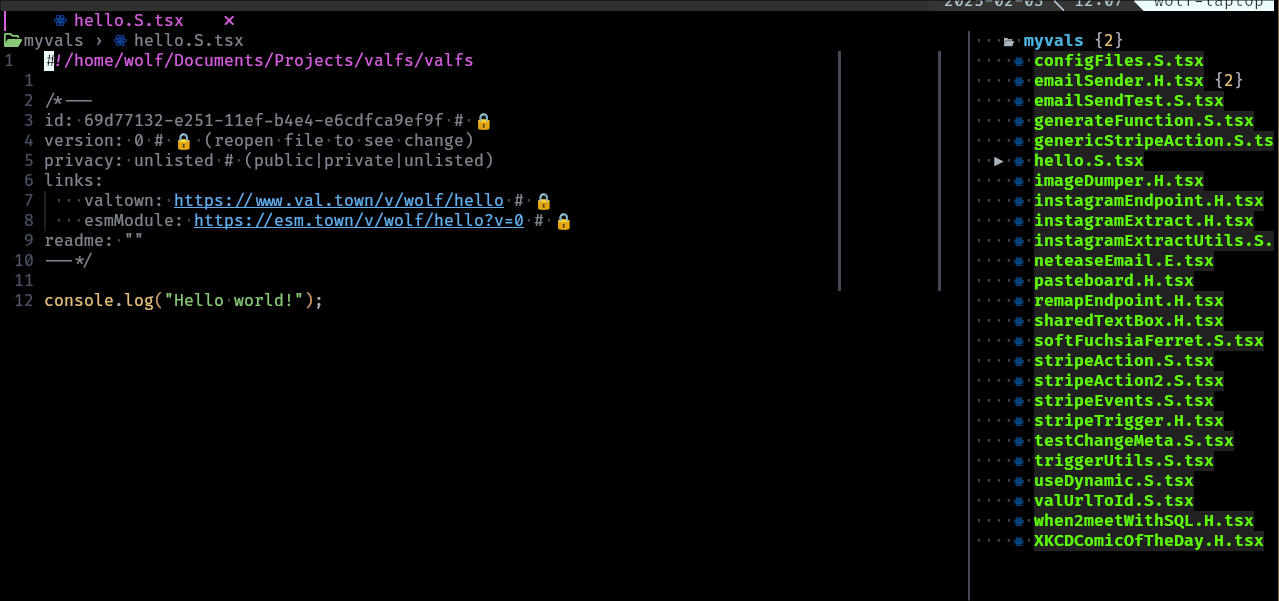 2025-02-03 12:07 wolf-laptop
hello.S.tsx ×
myvals › hello.S.tsx
1 #!/home/wolf/Documents/Projects/valfs/valfs
1
2 /*---
3 id: 69d77132-e251-11ef-b4e4-e6cdfca9ef9f # 🔒
4 version: 0 # 🔒 (reopen file to see change)
5 privacy: unlisted # (public|private|unlisted)
6 links:
7 valtown: https://www.val.town/v/wolf/hello # 🔒
8 esmModule: https://esm.town/v/wolf/hello?v=0 # 🔒
9 readme: ""
10 ---*/
11
12 console.log("Hello world!");
myvals {2}
configFiles.S.tsx
emailSender.H.tsx {2}
emailSendTest.S.tsx
generateFunction.S.tsx
genericStripeAction.S.ts
hello.S.tsx
imageDumper.H.tsx
instagramEndpoint.H.tsx
instagramExtract.H.tsx
instagramExtractUtils.S.
neteaseEmail.E.tsx
pasteboard.H.tsx
remapEndpoint.H.tsx
sharedTextBox.H.tsx
softFuchsiaFerret.S.tsx
stripeAction.S.tsx
stripeAction2.S.tsx
stripeEvents.S.tsx
stripeTrigger.H.tsx
testChangeMeta.S.tsx
triggerUtils.S.tsx
useDynamic.S.tsx
valUrlToId.S.tsx
when2meetWithSQL.H.tsx
XKCDComicOfTheDay.H.tsx